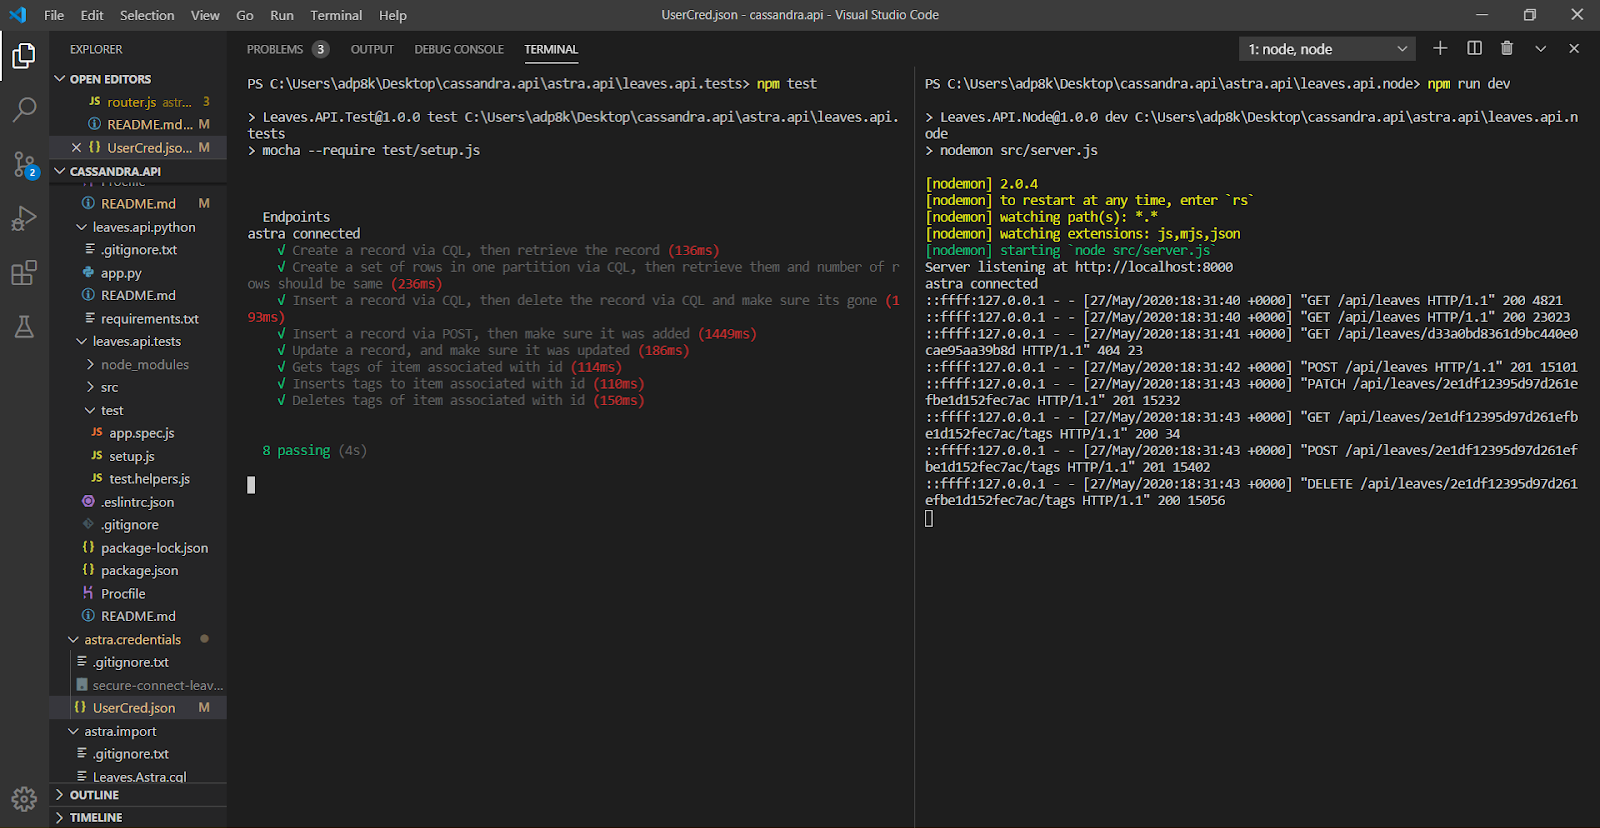 File Edit Selection View Go Run Terminal Help
UserCred.json - cassandra.api - Visual Studio Code
EXPLORER
OPEN EDITORS
JS router.js astr... 3
README.md... M
{} UserCred.jso... M
CASSANDRA.API
README.md M
leaves.api.python
.gitignore.txt
app.py
README.md
requirements.txt
leaves.api.tests
node_modules
src
test
JS app.spec.js
JS setup.js
JS test.helpers.js
.eslintrc.json
.gitignore
{} package-lock.json
{} package.json
Procfile
README.md
astra.credentials
.gitignore.txt
secure-connect-leav...
{} UserCred.json M
astra.import
.gitignore.txt
Leaves.Astra.cql
OUTLINE
TIMELINE
2
PROBLEMS 3 OUTPUT DEBUG CONSOLE TERMINAL
1: node, node
PS C:\Users\adp8k\Desktop\cassandra.api\astra.api\leaves.api.tests> npm test
> Leaves.API.Test@1.0.0 test C:\Users\adp8k\Desktop\cassandra.api\astra.api\leaves.api.
tests
> mocha --require test/setup.js
Endpoints
astra connected
√ Create a record via CQL, then retrieve the record (136ms)
√ Create a set of rows in one partition via CQL, then retrieve them and number of r
ows should be same (236ms)
√ Insert a record via CQL, then delete the record via CQL and make sure its gone (1
93ms)
√ Insert a record via POST, then make sure it was added (1449ms)
√ Update a record, and make sure it was updated (186ms)
√ Gets tags of item associated with id (114ms)
√ Inserts tags to item associated with id (110ms)
√ Deletes tags of item associated with id (150ms)
8 passing (4s)
PS C:\Users\adp8k\Desktop\cassandra.api\astra.api\leaves.api.node> npm run dev
> Leaves.API.Node@1.0.0 dev C:\Users\adp8k\Desktop\cassandra.api\astra.api\leaves.api.n
ode
> nodemon src/server.js
[nodemon] 2.0.4
[nodemon] to restart at any time, enter `rs`
[nodemon] watching path(s): *.*
[nodemon] watching extensions: js,mjs,json
[nodemon] starting `node src/server.js`
Server listening at http://localhost:8000
astra connected
::ffff:127.0.0.1 - - [27/May/2020:18:31:40 +0000] "GET /api/leaves HTTP/1.1" 200 4821
::ffff:127.0.0.1 - - [27/May/2020:18:31:40 +0000] "GET /api/leaves HTTP/1.1" 200 23023
::ffff:127.0.0.1 - - [27/May/2020:18:31:41 +0000] "GET /api/leaves/d33a0bd8361d9bc440e0
cae95aa39b8d HTTP/1.1" 404 23
::ffff:127.0.0.1 - - [27/May/2020:18:31:42 +0000] "POST /api/leaves HTTP/1.1" 201 15101
::ffff:127.0.0.1 - - [27/May/2020:18:31:43 +0000] "PATCH /api/leaves/2e1df12395d97d261e
fbe1d152fec7ac HTTP/1.1" 201 15232
::ffff:127.0.0.1 - - [27/May/2020:18:31:43 +0000] "GET /api/leaves/2e1df12395d97d261efb
e1d152fec7ac/tags HTTP/1.1" 200 34
::ffff:127.0.0.1 - - [27/May/2020:18:31:43 +0000] "POST /api/leaves/2e1df12395d97d261ef
be1d152fec7ac/tags HTTP/1.1" 201 15402
::ffff:127.0.0.1 - - [27/May/2020:18:31:43 +0000] "DELETE /api/leaves/2e1df12395d97d261
efbe1d152fec7ac/tags HTTP/1.1" 200 15056